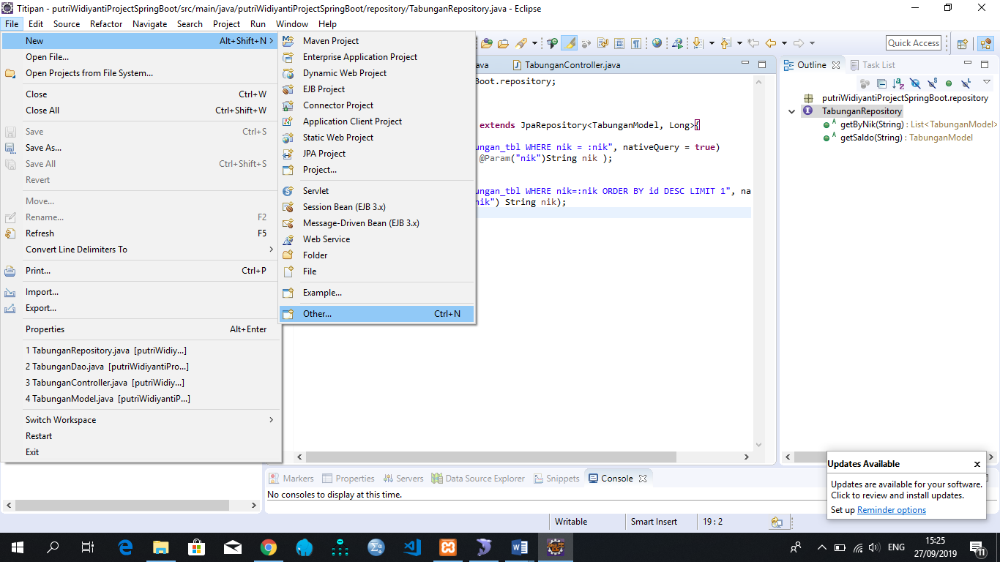 Titipan - putriWidiyantiProjectSpringBoot/src/main/java/putriWidiyantiProjectSpringBoot/repository/TabunganRepository.java - Eclipse
File Edit Source Refactor Navigate Search Project Run Window Help
New Alt+Shift+N
Open File...
Open Projects from File System...
Close Ctrl+W
Close All Ctrl+Shift+W
Save Ctrl+S
Save As...
Save All Ctrl+Shift+S
Revert
Move...
Rename... F2
Refresh F5
Convert Line Delimiters To
Print... Ctrl+P
Import...
Export...
Properties Alt+Enter
1 TabunganRepository.java [putriWidiy...]
2 TabunganDao.java [putriWidiyantiPro...]
3 TabunganController.java [putriWidiy...]
4 TabunganModel.java [putriWidiyantiP...]
Switch Workspace
Restart
Exit
Maven Project
Enterprise Application Project
Dynamic Web Project
EJB Project
Connector Project
Application Client Project
Static Web Project
JPA Project
Project...
Servlet
Session Bean (EJB 3.x)
Message-Driven Bean (EJB 3.x)
Web Service
Folder
File
Example...
Other... Ctrl+N
Quick Access
ava TabunganController.java
Boot.repository;
extends JpaRepository<TabunganModel, Long>{
ungan_tbl WHERE nik = :nik", nativeQuery = true)
@Param("nik")String nik );
ungan_tbl WHERE nik=:nik ORDER BY id DESC LIMIT 1", na
nik") String nik);
Outline Task List
putriWidiyantiProjectSpringBoot.repository
TabunganRepository
getByNik(String) : List<TabunganModel>
getSaldo(String) : TabunganModel
Markers Properties Servers Data Source Explorer Snippets Console
No consoles to display at this time.
Updates Available
Updates are available for your software.
Click to review and install updates.
Set up Reminder options
Writable Smart Insert 19 : 2
ENG
15:25
27/09/2019
11